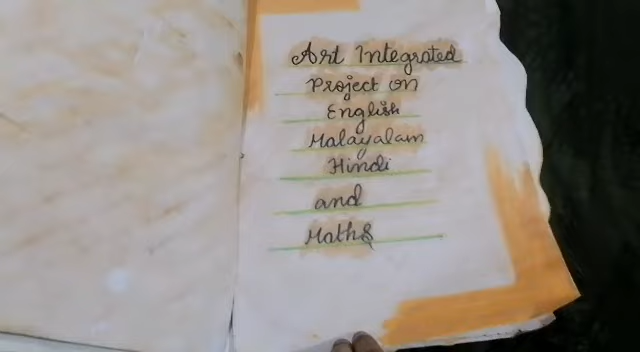 Art Integrated
Project on
English
Malayalam
Hindi
and
Maths